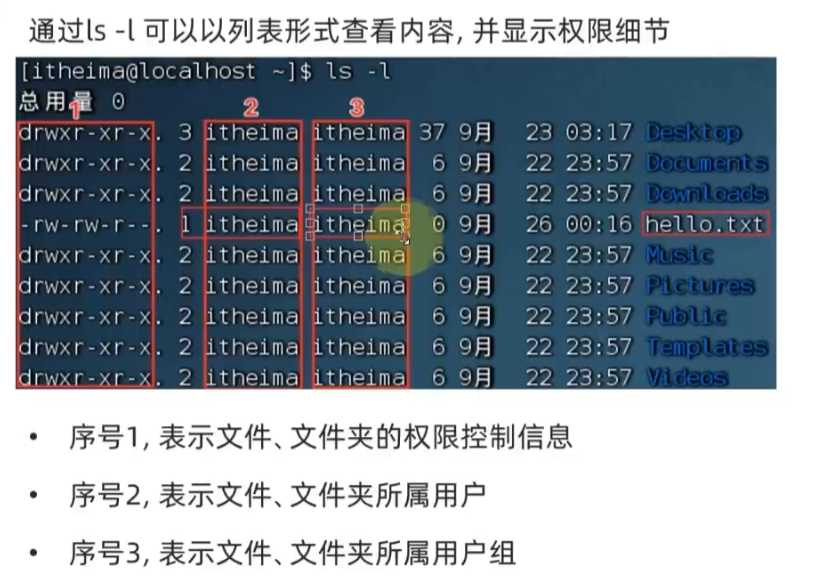 通过ls -l 可以以列表形式查看内容, 并显示权限细节
[itheima@localhost ~]$ ls -l
总用量 0
1 2 3
drwxr-xr-x. 3 itheima itheima 37 9月 23 03:17 Desktop
drwxr-xr-x. 2 itheima itheima 6 9月 22 23:57 Documents
drwxr-xr-x. 2 itheima itheima 6 9月 22 23:57 Downloads
-rw-rw-r--. 1 itheima itheima 0 9月 26 00:16 hello.txt
drwxr-xr-x. 2 itheima itheima 6 9月 22 23:57 Music
drwxr-xr-x. 2 itheima itheima 6 9月 22 23:57 Pictures
drwxr-xr-x. 2 itheima itheima 6 9月 22 23:57 Public
drwxr-xr-x. 2 itheima itheima 6 9月 22 23:57 Templates
drwxr-xr-x. 2 itheima itheima 6 9月 22 23:57 Videos
• 序号1, 表示文件、文件夹的权限控制信息
• 序号2, 表示文件、文件夹所属用户
• 序号3, 表示文件、文件夹所属用户组